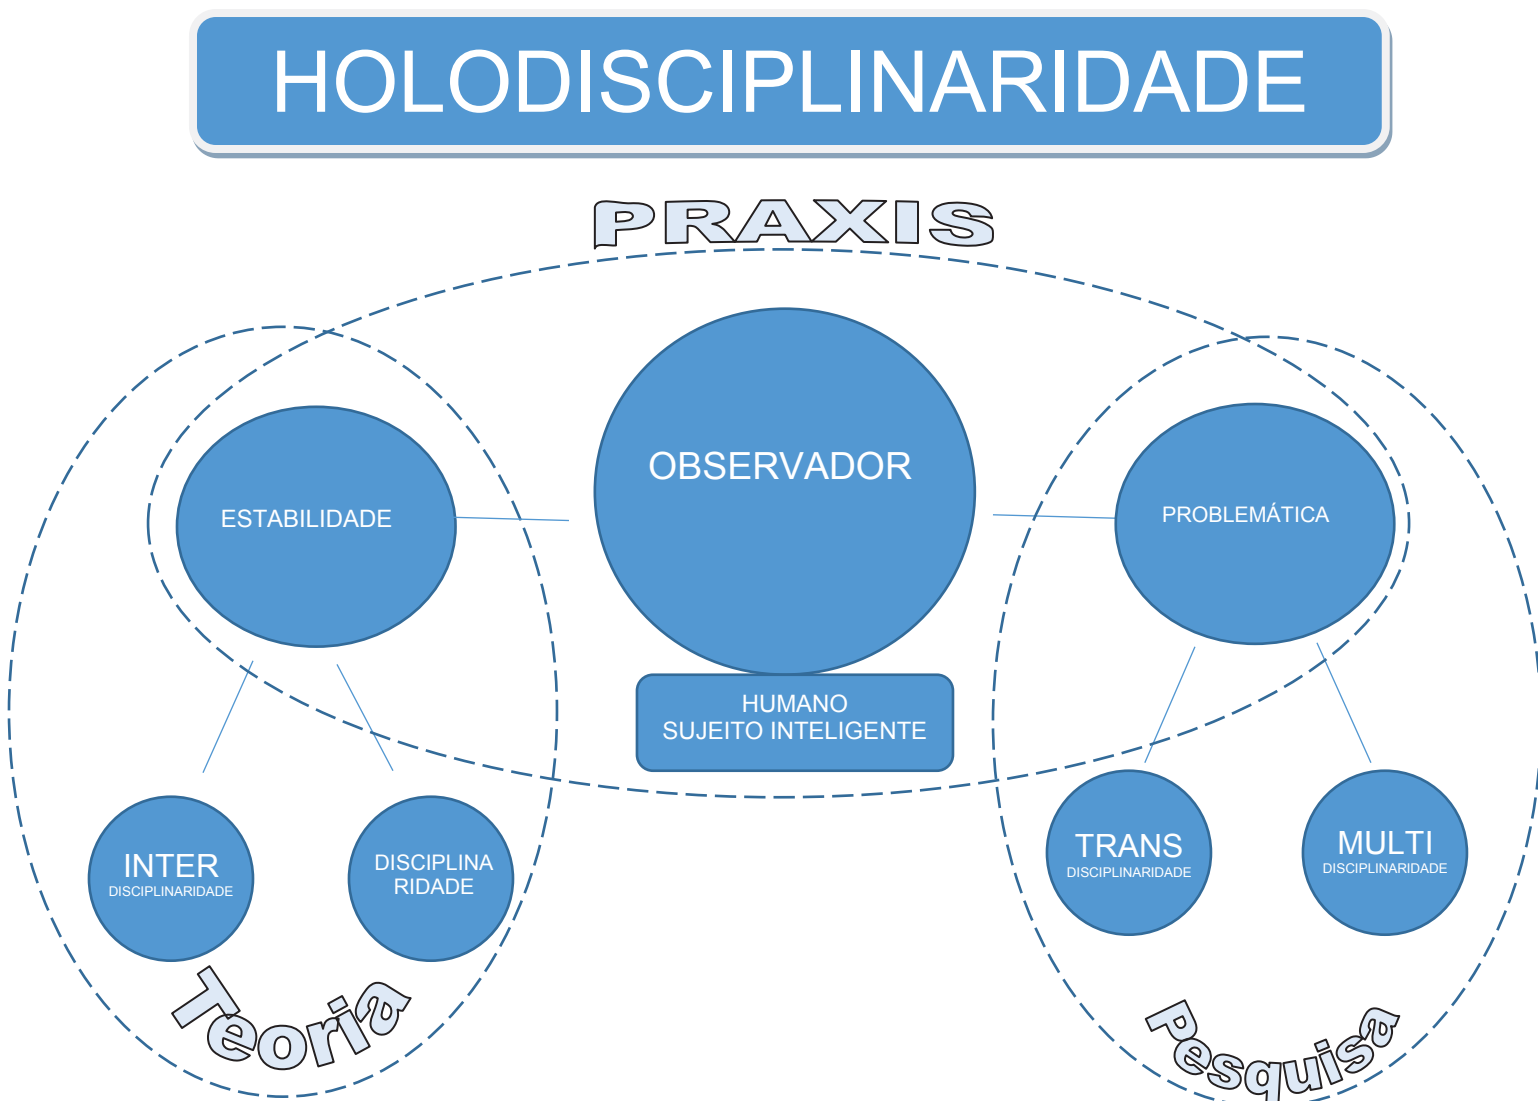 HOLODISCIPLINARIDADE
PRAXIS
ESTABILIDADE
OBSERVADOR
PROBLEMÁTICA
HUMANO
SUJEITO INTELIGENTE
INTER
DISCIPLINARIDADE
DISCIPLINA
RIDADE
TRANS
DISCIPLINARIDADE
MULTI
DISCIPLINARIDADE
Teoria
Pesquisa